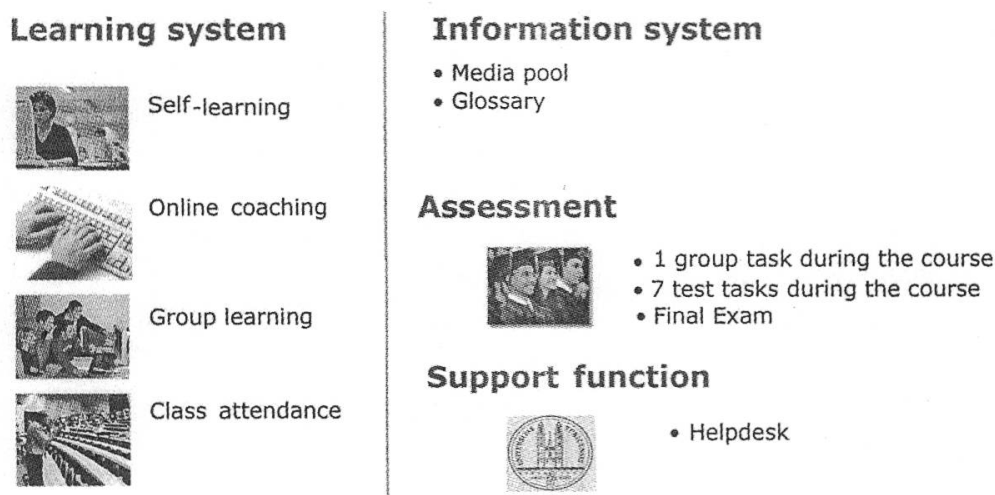 Learning system
Self-learning
Online coaching
Group learning
Class attendance
Information system
• Media pool
• Glossary
Assessment
• 1 group task during the course
• 7 test tasks during the course
• Final Exam
Support function
• Helpdesk